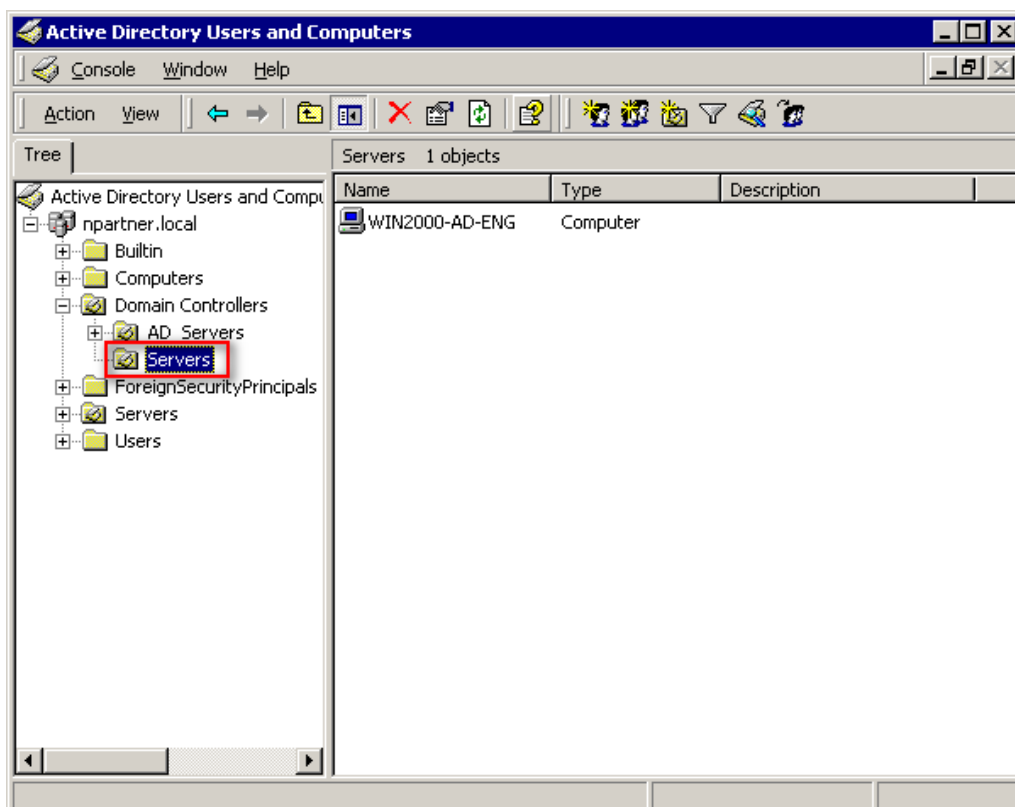 Active Directory Users and Computers
Console Window Help
Action View
Tree
Servers 1 objects
Active Directory Users and Compu
npartner.local
Builtin
Computers
Domain Controllers
AD_Servers
Servers
ForeignSecurityPrincipals
Servers
Users
Name Type Description
WIN2000-AD-ENG Computer